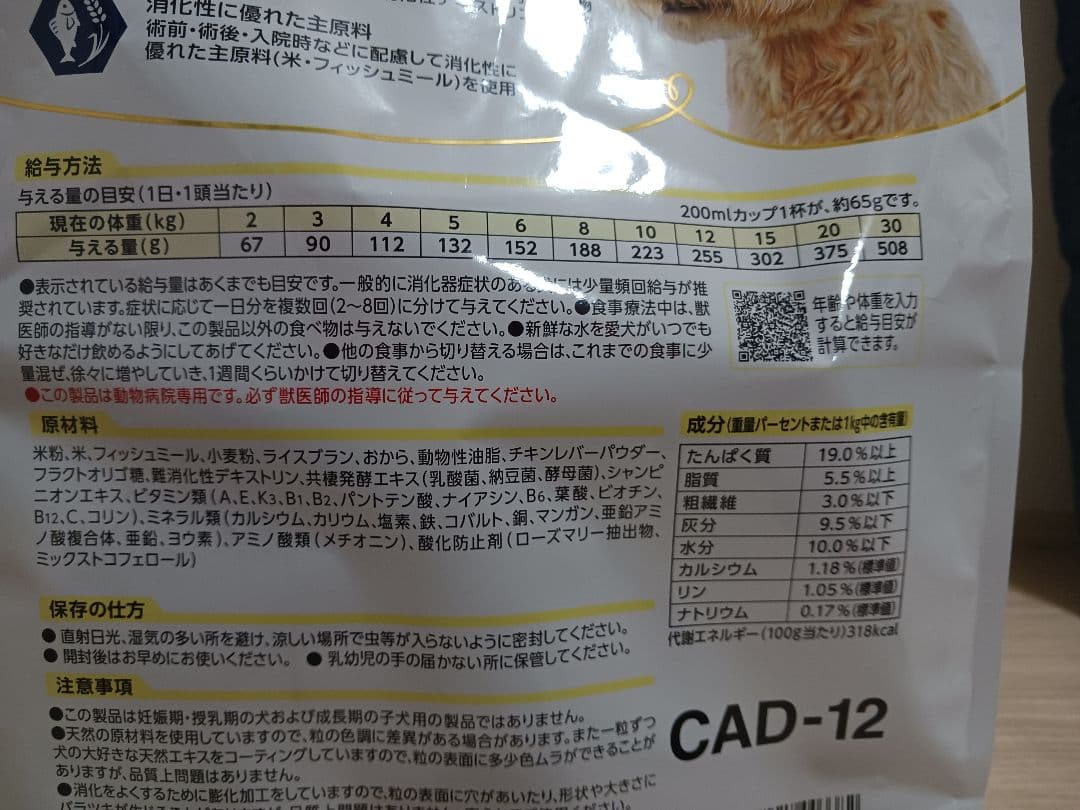 消化性に優れた主原料
術前・術後・入院時などに配慮して消化性に
優れた主原料(米・フィッシュミール)を使用
給与方法
与える量の目安(1日・1頭当たり)
200mlカップ1杯が、約65gです。
現在の体重(kg) 2 3 4 5 6 8 10 12 15 20 30
与える量(g) 67 90 112 132 152 188 223 255 302 375 508
●表示されている給与量はあくまでも目安です。一般的に消化器症状のある には少量頻回給与が推
奨されています。症状に応じて一日分を複数回(2〜8回)に分けて与えてください。●食事療法中は、獣
医師の指導がない限り、この製品以外の食べ物は与えないでください。●新鮮な水を愛犬がいつでも
好きなだけ飲めるようにしてあげてください。●他の食事から切り替える場合は、これまでの食事に少
量混ぜ、徐々に増やしていき、1週間くらいかけて切り替えてください。
●この製品は動物病院専用です。必ず獣医師の指導に従って与えてください。
年齢や体重を入力
すると給与目安が
計算できます。
原材料
米粉、米、フィッシュミール、小麦粉、ライスブラン、おから、動物性油脂、チキンレバーパウダー、
フラクトオリゴ糖、難消化性デキストリン、共棲発酵エキス(乳酸菌、納豆菌、酵母菌)、シャンピ
ニオンエキス、ビタミン類(A、E、K3、B1、B2、パントテン酸、ナイアシン、B6、葉酸、ビオチン、
B12、C、コリン)、ミネラル類(カルシウム、カリウム、塩素、鉄、コバルト、銅、マンガン、亜鉛アミ
ノ酸複合体、亜鉛、ヨウ素)、アミノ酸類(メチオニン)、酸化防止剤(ローズマリー抽出物、
ミックストコフェロール)
成分(重量パーセントまたは1kg中の含有量)
たんぱく質 19.0%以上
脂質 5.5%以上
粗繊維 3.0%以下
灰分 9.5%以下
水分 10.0%以下
カルシウム 1.18%(標準値)
リン 1.05%(標準値)
ナトリウム 0.17%(標準値)
代謝エネルギー(100g当たり)318kcal
保存の仕方
●直射日光、湿気の多い所を避け、涼しい場所で虫等が入らないように密封してください。
●開封後はお早めにお使いください。 ●乳幼児の手の届かない所に保管してください。
注意事項
●この製品は妊娠期・授乳期の犬および成長期の子犬用の製品ではありません。
●天然の原材料を使用していますので、粒の色調に差異がある場合があります。また一粒ずつ
犬の大好きな天然エキスをコーティングしていますので、粒の表面に多少色ムラができることが
ありますが、品質上問題はありません。
●消化をよくするために膨化加工をしていますので、粒の表面に穴があいたり、形状や大きさに
CAD-12